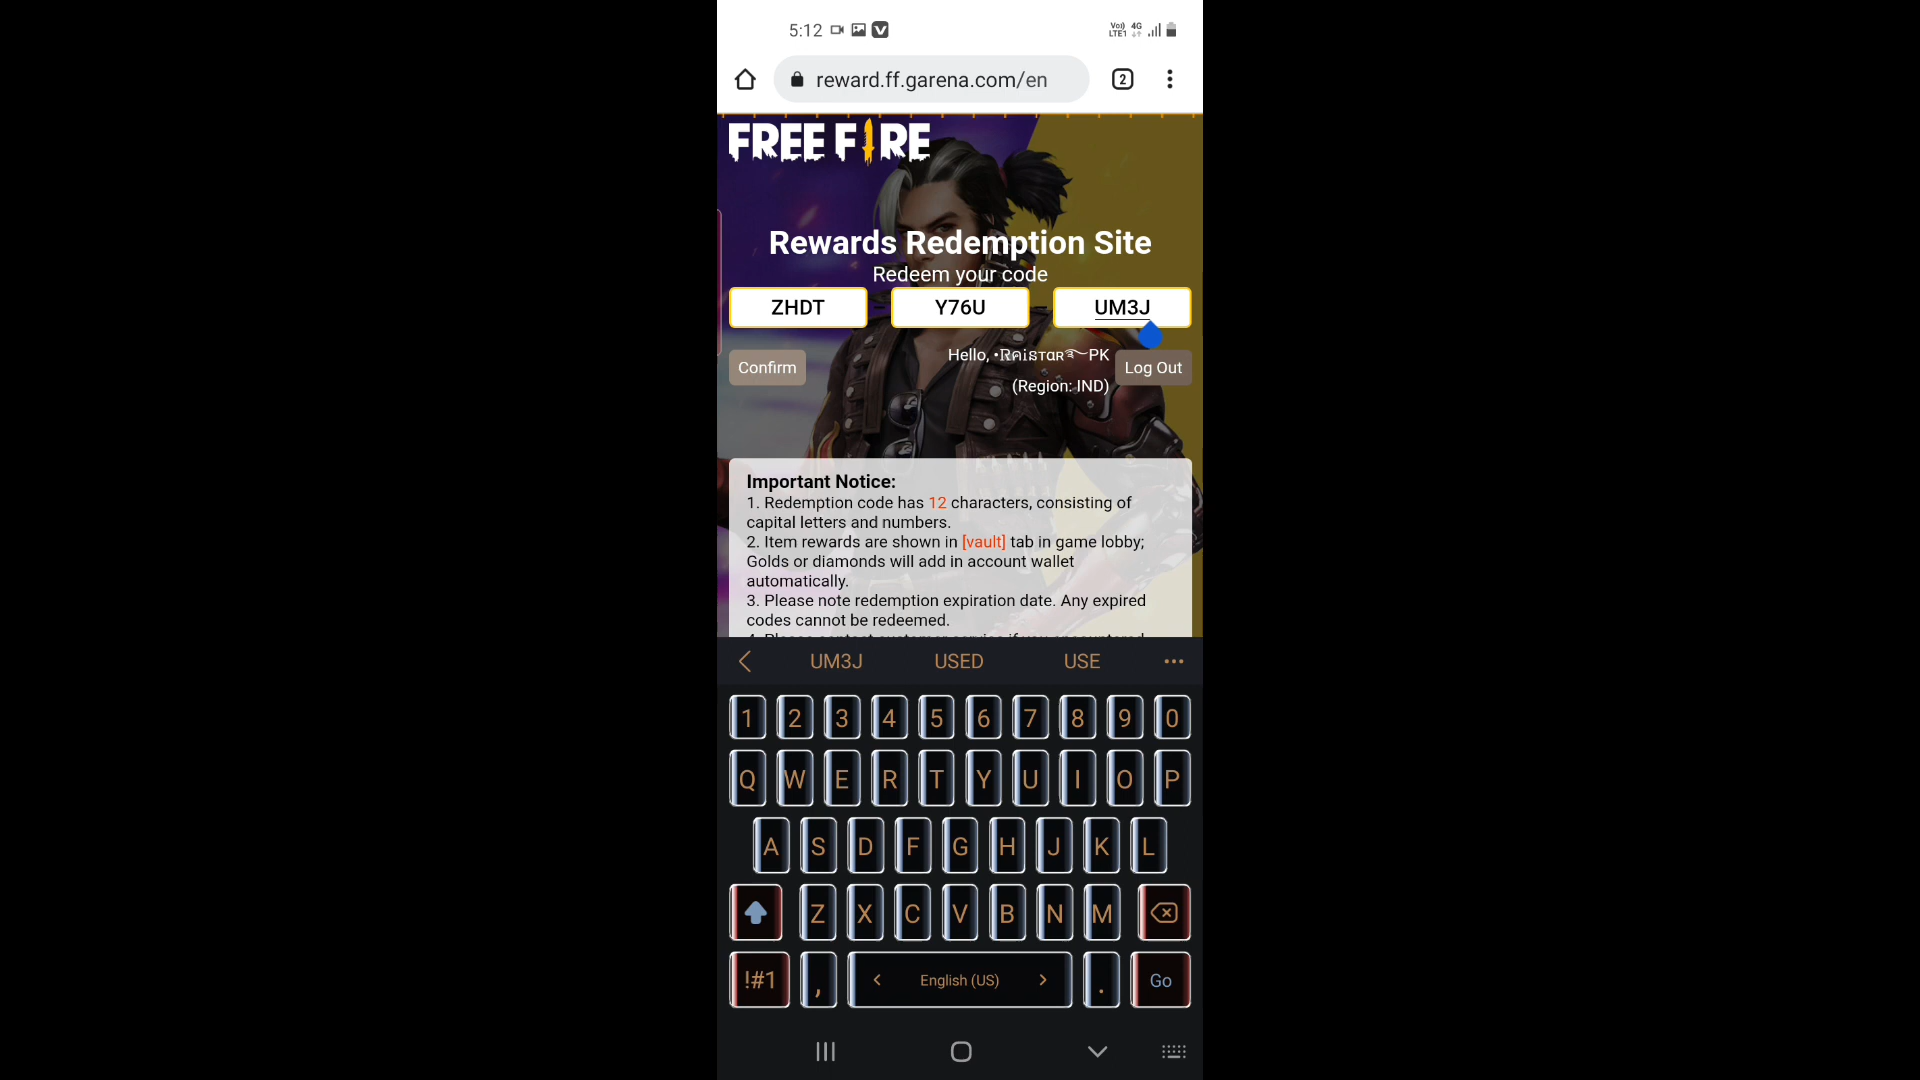 5:12
Vo)) 4G
LTE1
reward.ff.garena.com/en
2
FREE FIRE
Rewards Redemption Site
Redeem your code
ZHDT – Y76U – UM3J
Hello, PK
Confirm
Log Out
(Region: IND)
Important Notice:
1. Redemption code has 12 characters, consisting of
capital letters and numbers.
2. Item rewards are shown in [vault] tab in game lobby;
Golds or diamonds will add in account wallet
automatically.
3. Please note redemption expiration date. Any expired
codes cannot be redeemed.
UM3J USED USE
1 2 3 4 5 6 7 8 9 0
Q W E R T Y U I O P
A S D F G H J K L
Z X C V B N M
!#1 , < English (US) > . Go